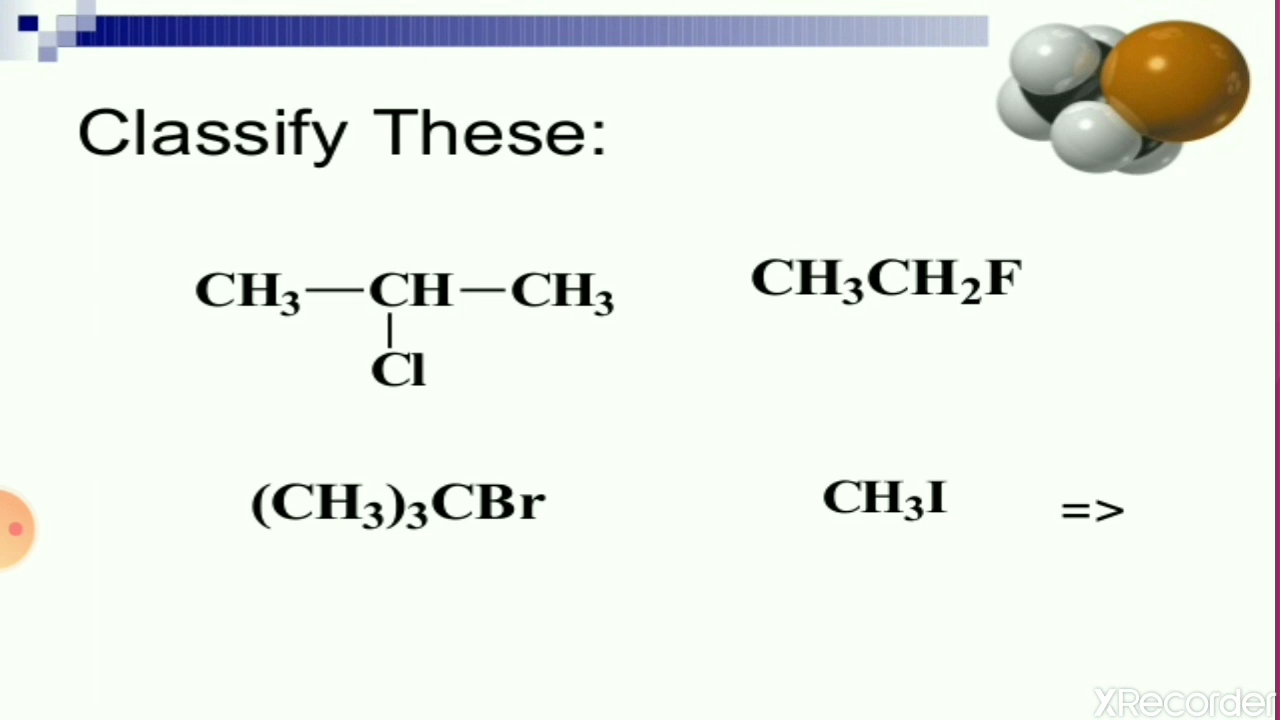 Classify These:
CH₃—CH—CH₃
|
Cl
CH₃CH₂F
(CH₃)₃CBr
CH₃I
=>
XRecorder